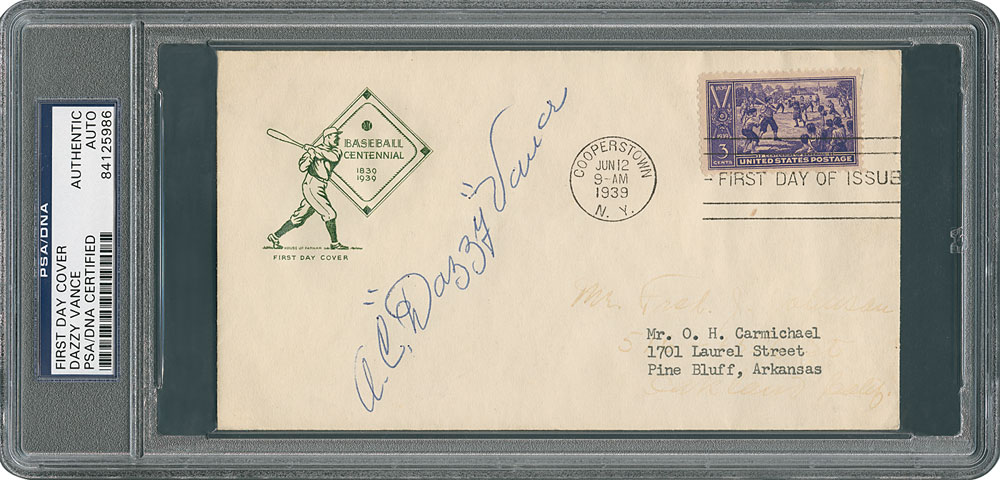 PSA/DNA
FIRST DAY COVER
DAZZY VANCE
PSA/DNA CERTIFIED
AUTHENTIC
AUTO
84125986
BASEBALL
CENTENNIAL
1839
1939
FIRST DAY COVER
A. C. "Dazzy" Vance
COOPERSTOWN
JUN 12
9-AM
1939
N. Y.
3
CENTS
UNITED STATES POSTAGE
- FIRST DAY OF ISSUE
Mr. Fred
Mr. O. H. Carmichael
1701 Laurel Street
Pine Bluff, Arkansas